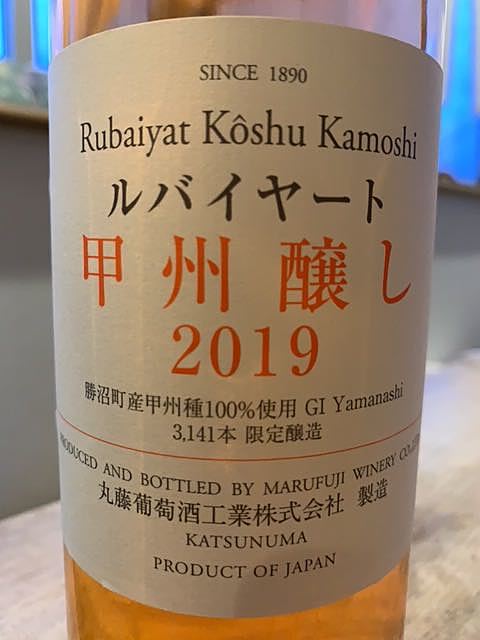 SINCE 1890
Rubaiyat Kôshu Kamoshi
ルバイヤート
甲州 醸し
2019
勝沼町産甲州種100%使用 GI Yamanashi
3,141本 限定醸造
PRODUCED AND BOTTLED BY MARUFUJI WINERY CO.,LTD.
丸藤葡萄酒工業株式会社 製造
KATSUNUMA
PRODUCT OF JAPAN